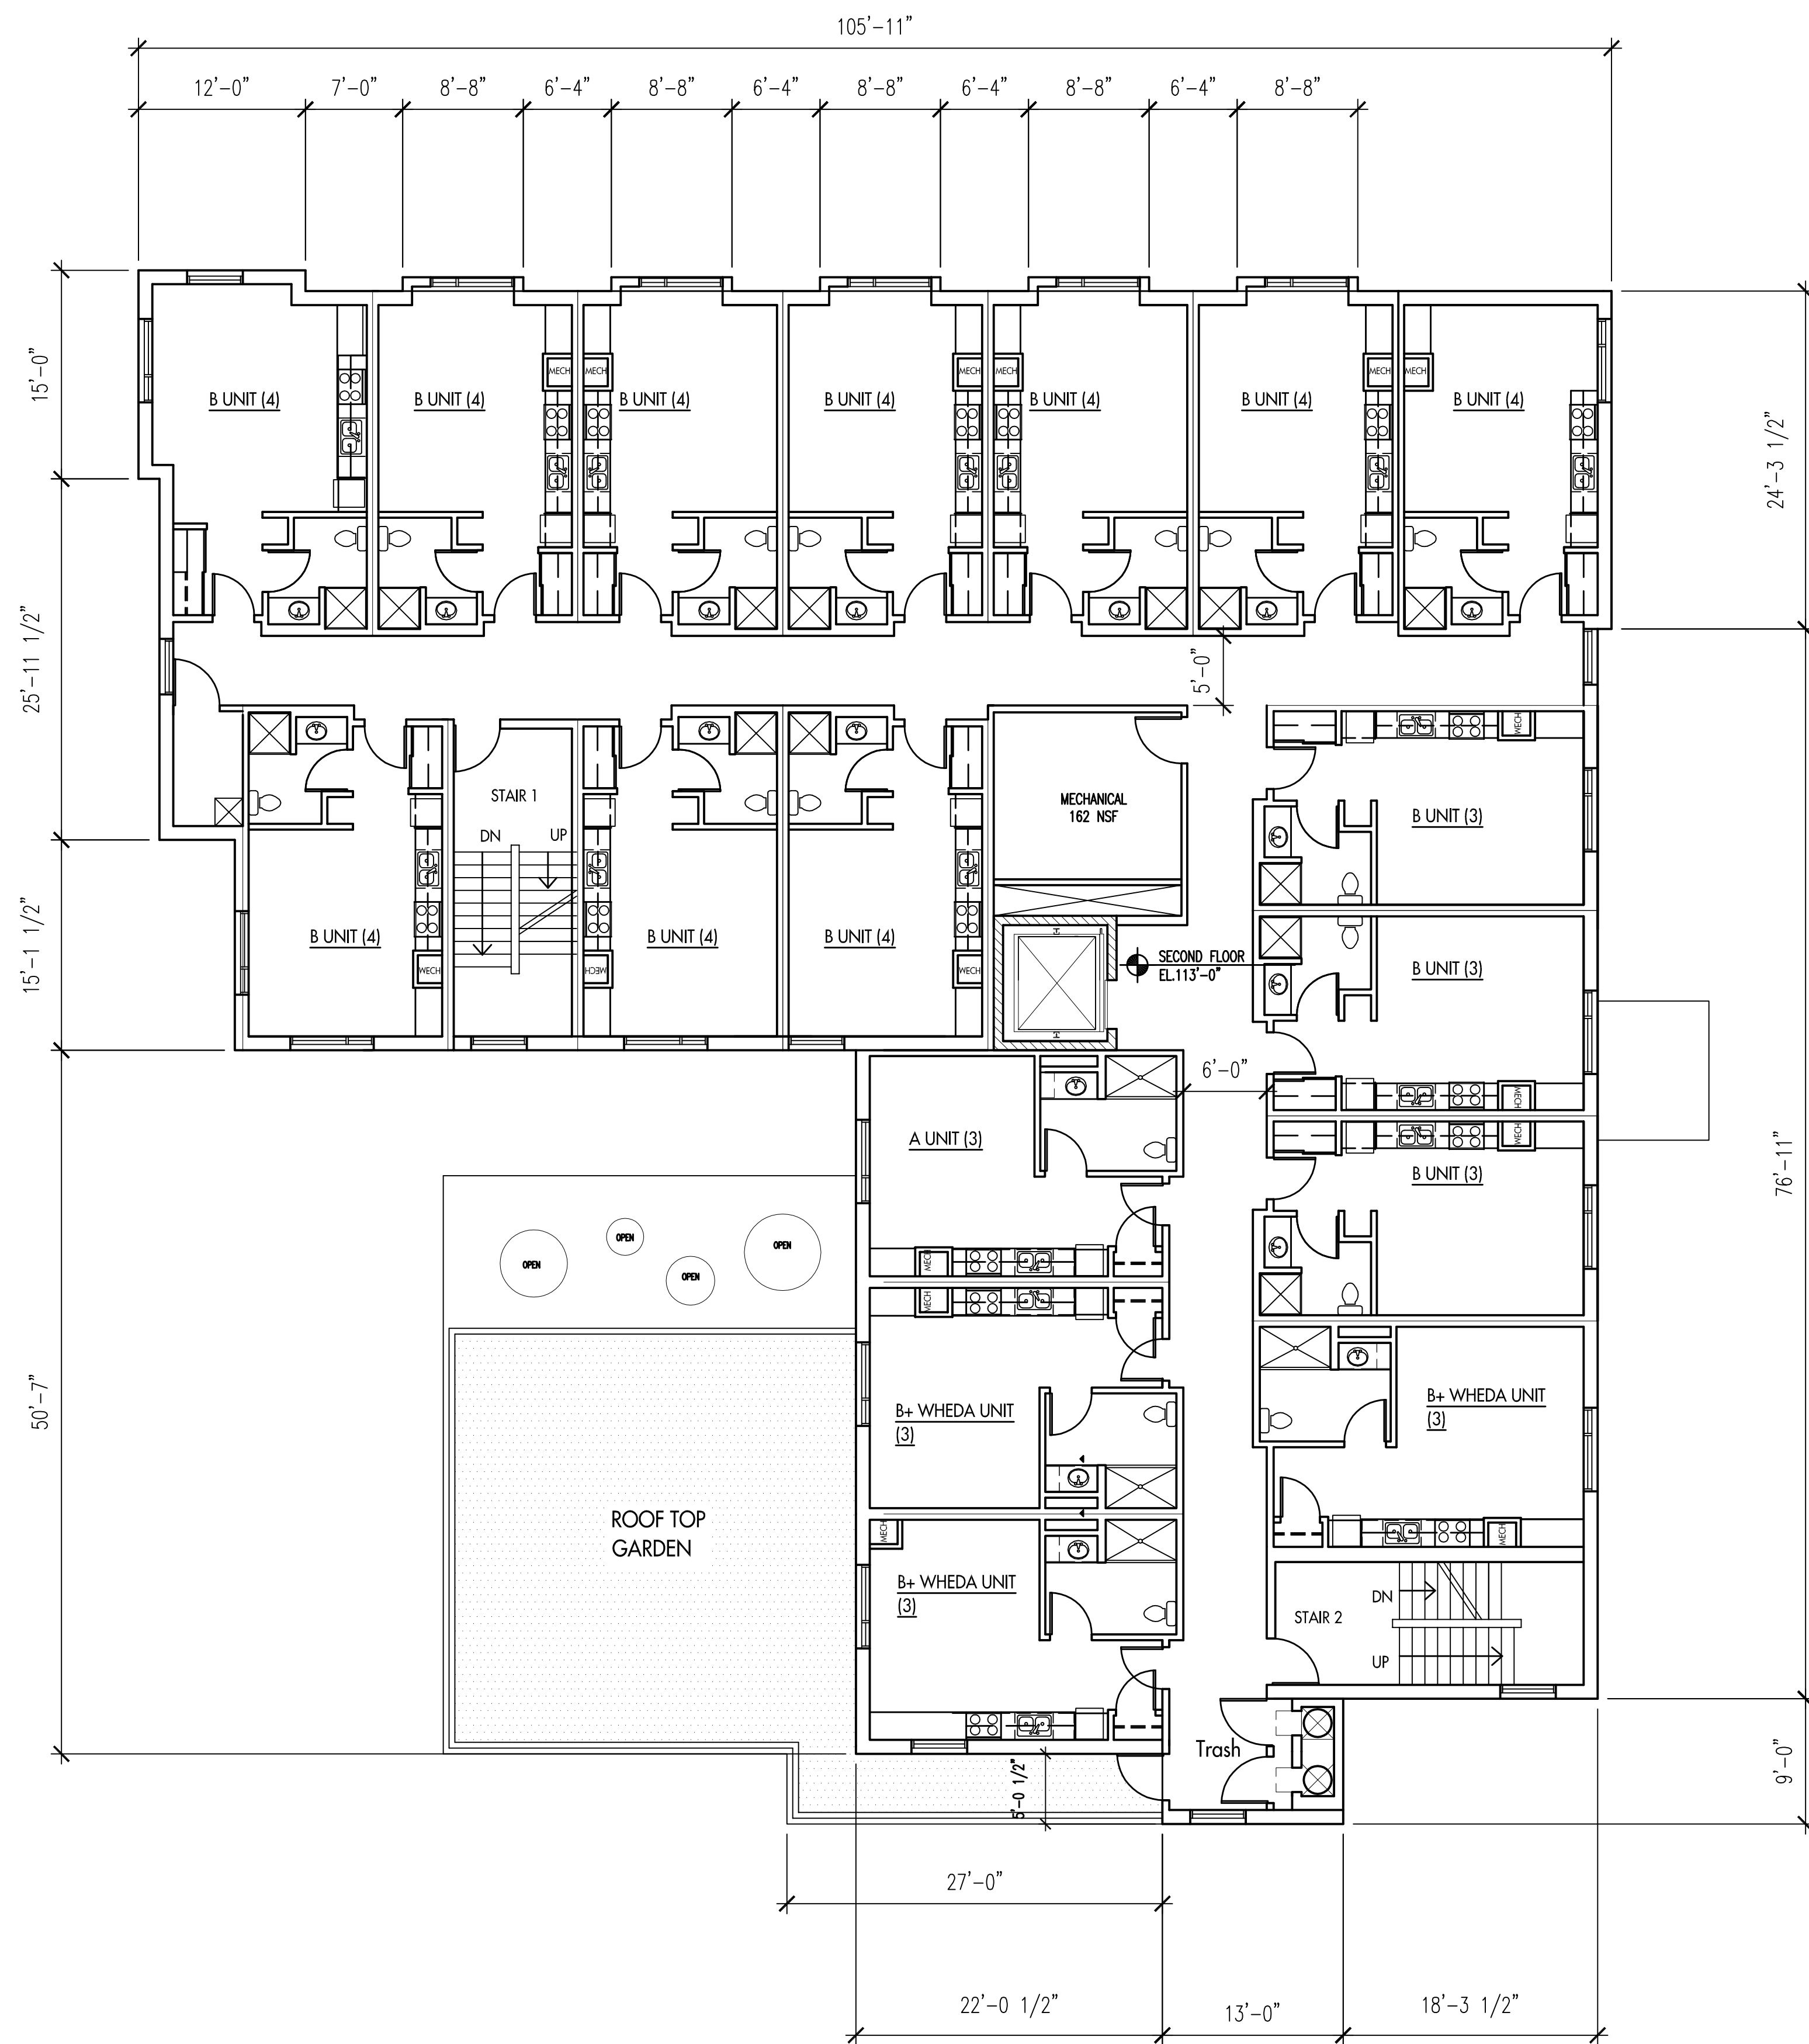 105'-11"
12'-0"
7'-0"
8'-8"
6'-4"
8'-8"
6'-4"
8'-8"
6'-4"
8'-8"
6'-4"
8'-8"
15'-0"
25'-11 1/2"
15'-1 1/2"
50'-7"
24'-3 1/2"
76'-11"
9'-0"
MECH
MECH
MECH
MECH
MECH
MECH
B UNIT (4)
B UNIT (4)
B UNIT (4)
B UNIT (4)
B UNIT (4)
B UNIT (4)
B UNIT (4)
5'-0"
MECH
STAIR 1
DN
UP
MECHANICAL
162 NSF
B UNIT (3)
B UNIT (4)
B UNIT (4)
B UNIT (4)
MECH
MECH
MECH
SECOND FLOOR
EL.113'-0"
B UNIT (3)
6'-0"
MECH
MECH
A UNIT (3)
B UNIT (3)
OPEN
OPEN
OPEN
OPEN
MECH
MECH
B+ WHEDA UNIT
(3)
B+ WHEDA UNIT
(3)
ROOF TOP
GARDEN
MECH
MECH
B+ WHEDA UNIT
(3)
DN
STAIR 2
UP
Trash
5'-0 1/2"
27'-0"
22'-0 1/2"
13'-0"
18'-3 1/2"